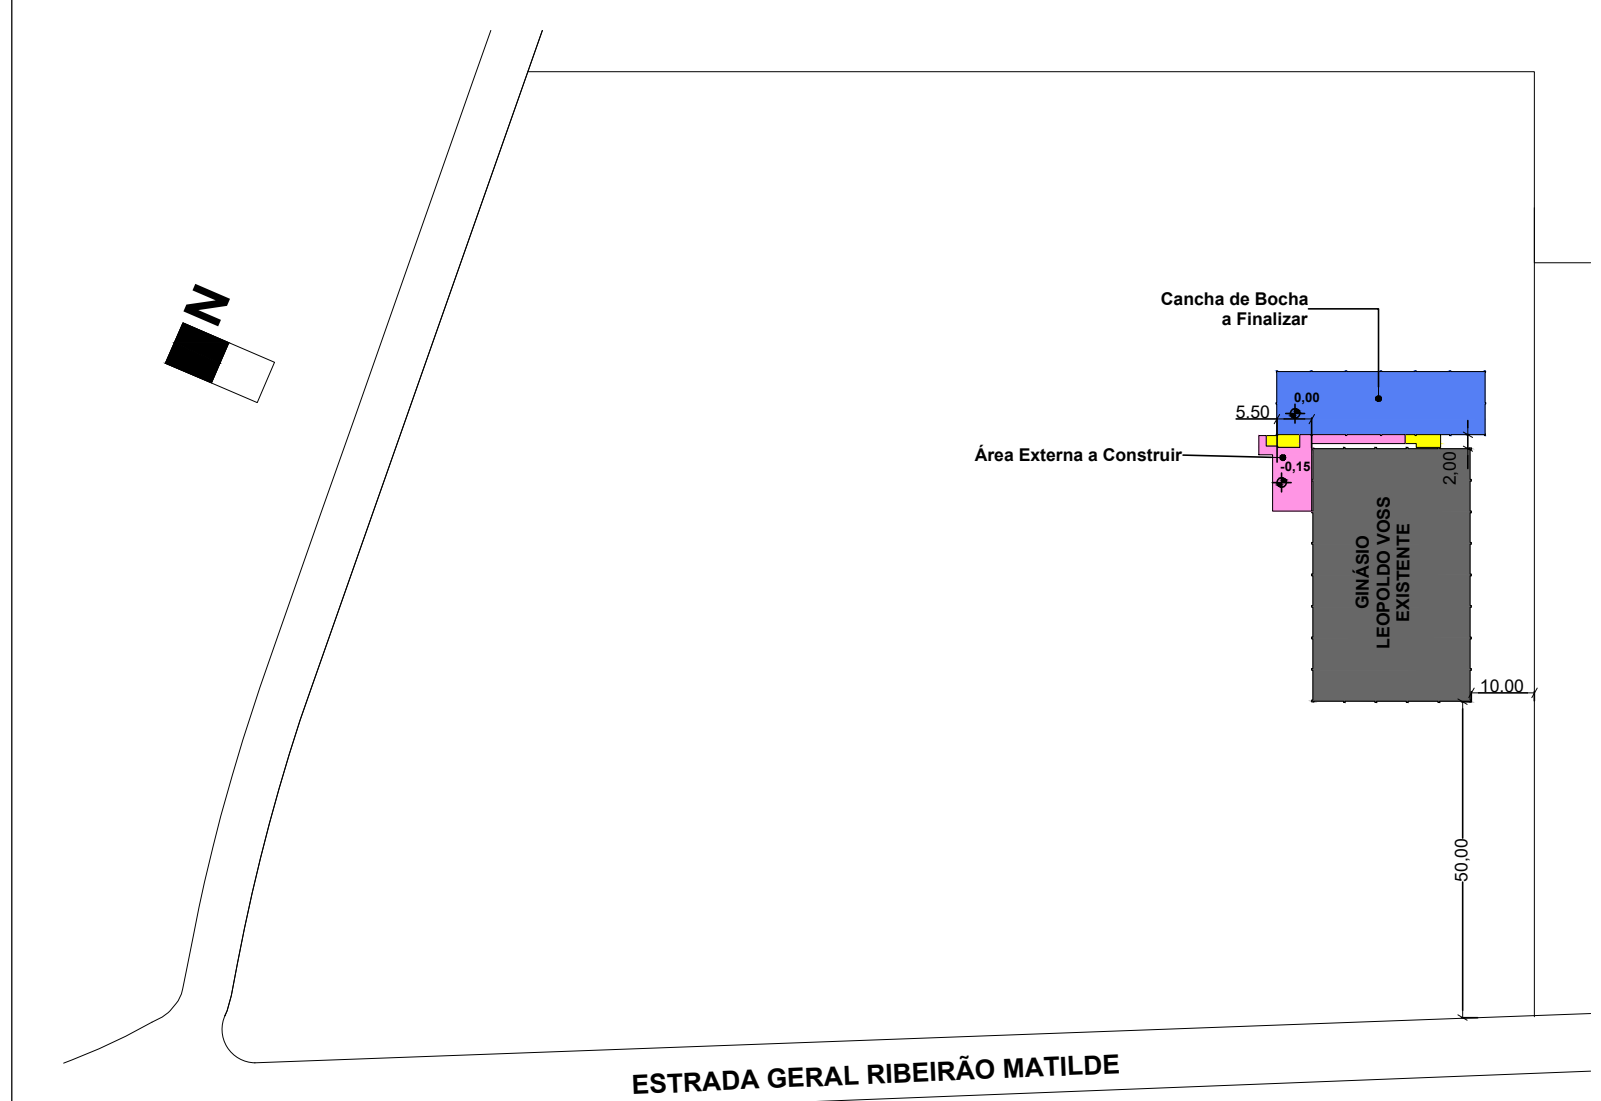 N
Cancha de Bocha
a Finalizar
0,00
5.50
Área Externa a Construir
-0,15
2,00
GINÁSIO
LEOPOLDO VOSS
EXISTENTE
10.00
50,00
ESTRADA GERAL RIBEIRÃO MATILDE